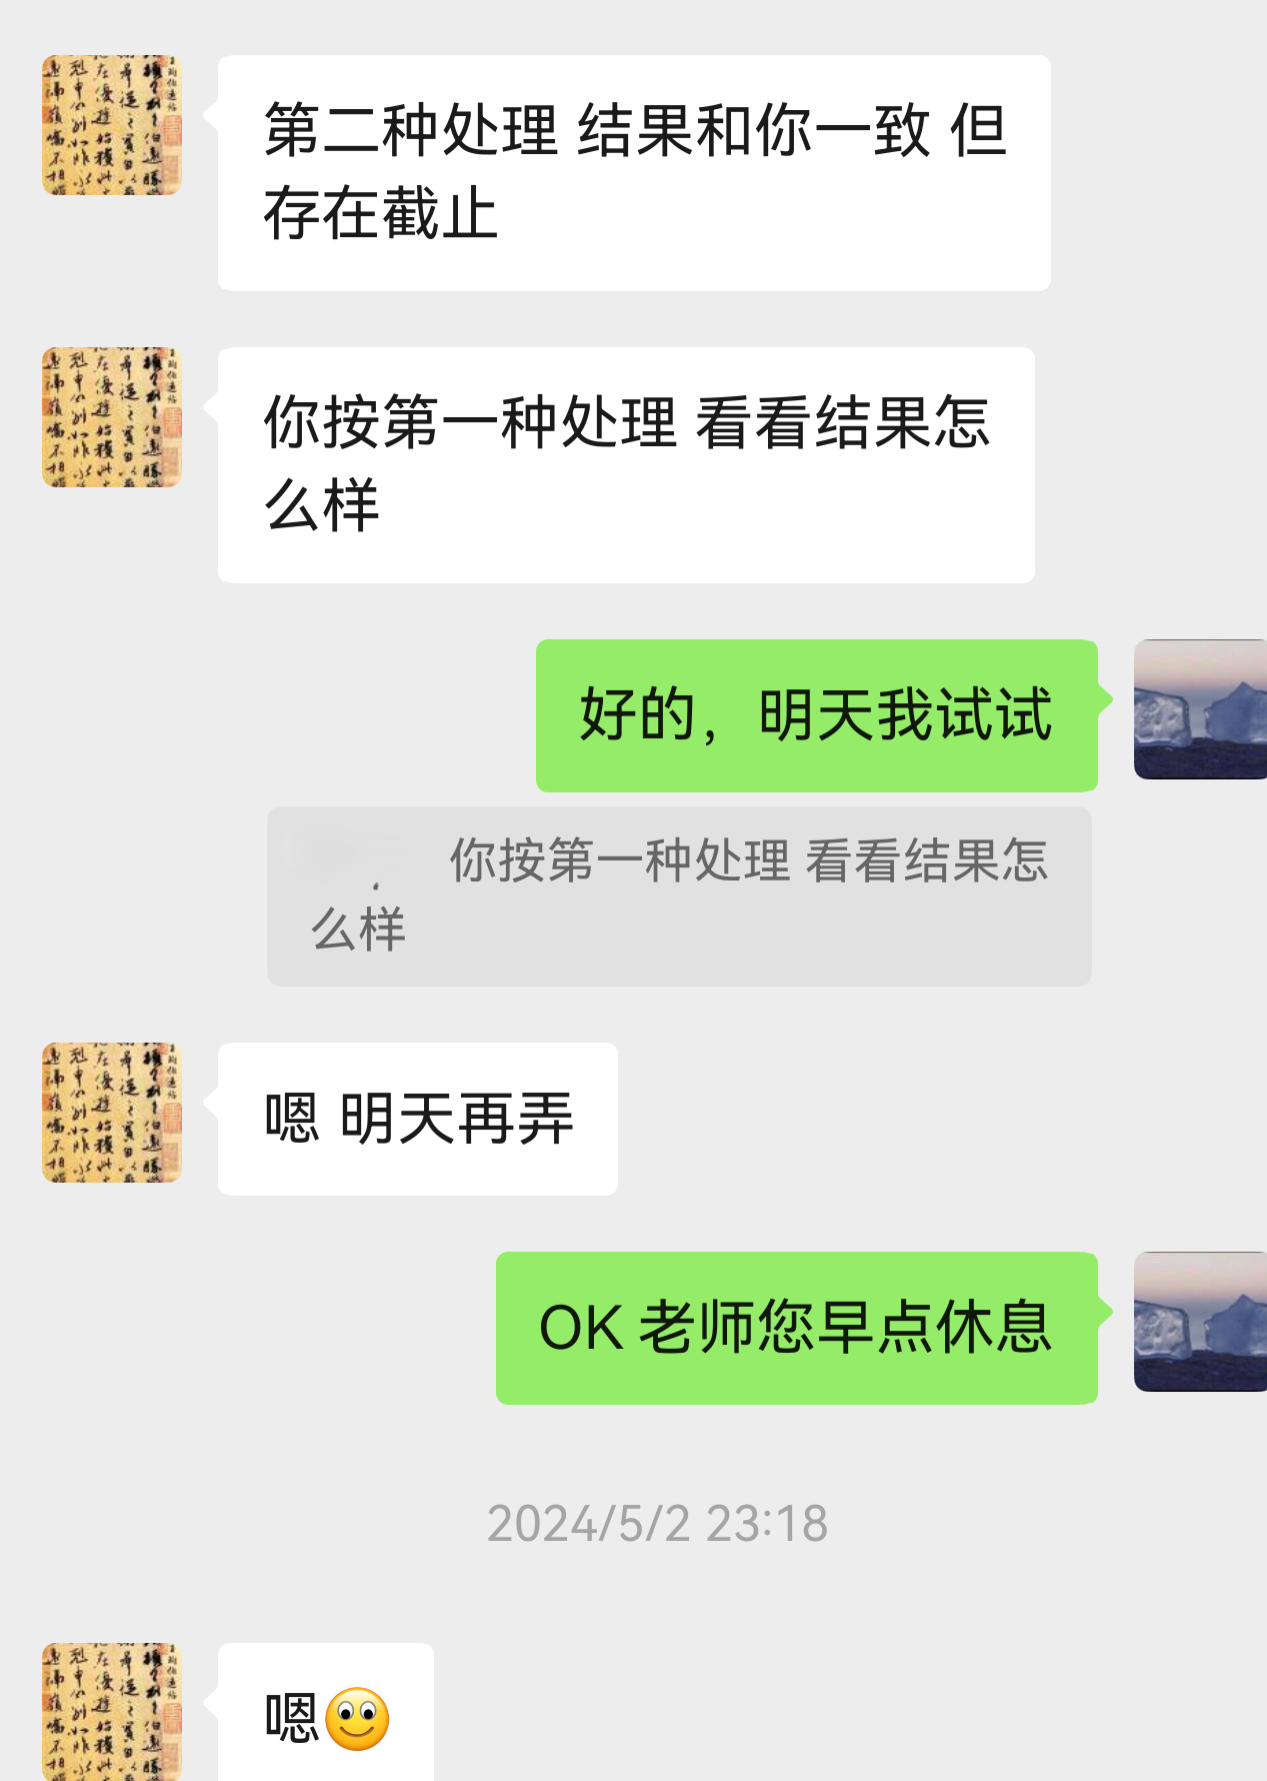 第二种处理 结果和你一致 但
存在截止
你按第一种处理 看看结果怎
么样
好的，明天我试试
你按第一种处理 看看结果怎
么样
嗯 明天再弄
OK 老师您早点休息
2024/5/2 23:18
嗯